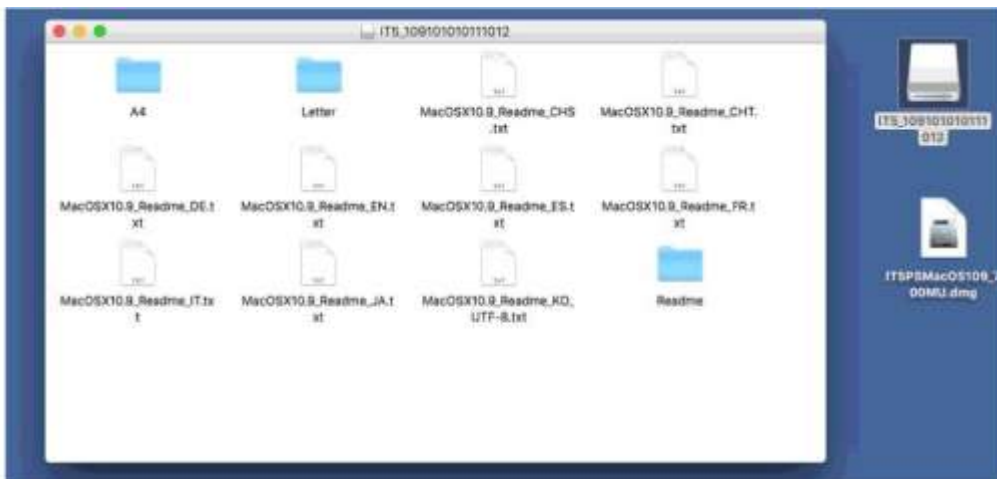 ITS_109101010111012
A4
Letter
MacOSX10.9_Readme_CHS
.txt
MacOSX10.9_Readme_CHT.
txt
MacOSX10.9_Readme_DE.t
xt
MacOSX10.9_Readme_EN.t
xt
MacOSX10.9_Readme_ES.t
xt
MacOSX10.9_Readme_FR.t
xt
MacOSX10.9_Readme_IT.tx
t
MacOSX10.9_Readme_JA.t
xt
MacOSX10.9_Readme_KO_
UTF-8.txt
Readme
ITS_109101010111
012
ITSPSMacOS109_
00MU.dmg